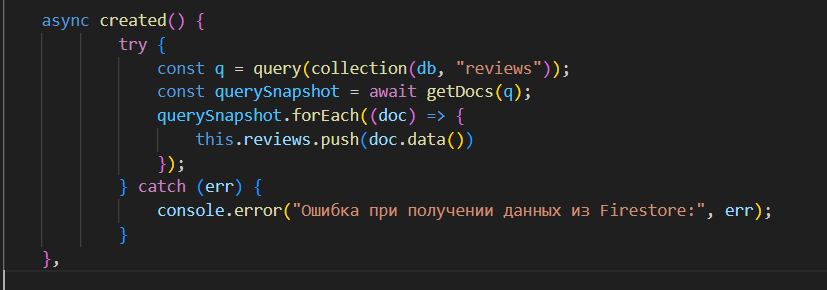 async created() {
try {
const q = query(collection(db, "reviews"));
const querySnapshot = await getDocs(q);
querySnapshot.forEach((doc) => {
this.reviews.push(doc.data())
});
} catch (err) {
console.error("Ошибка при получении данных из Firestore:", err);
}
},